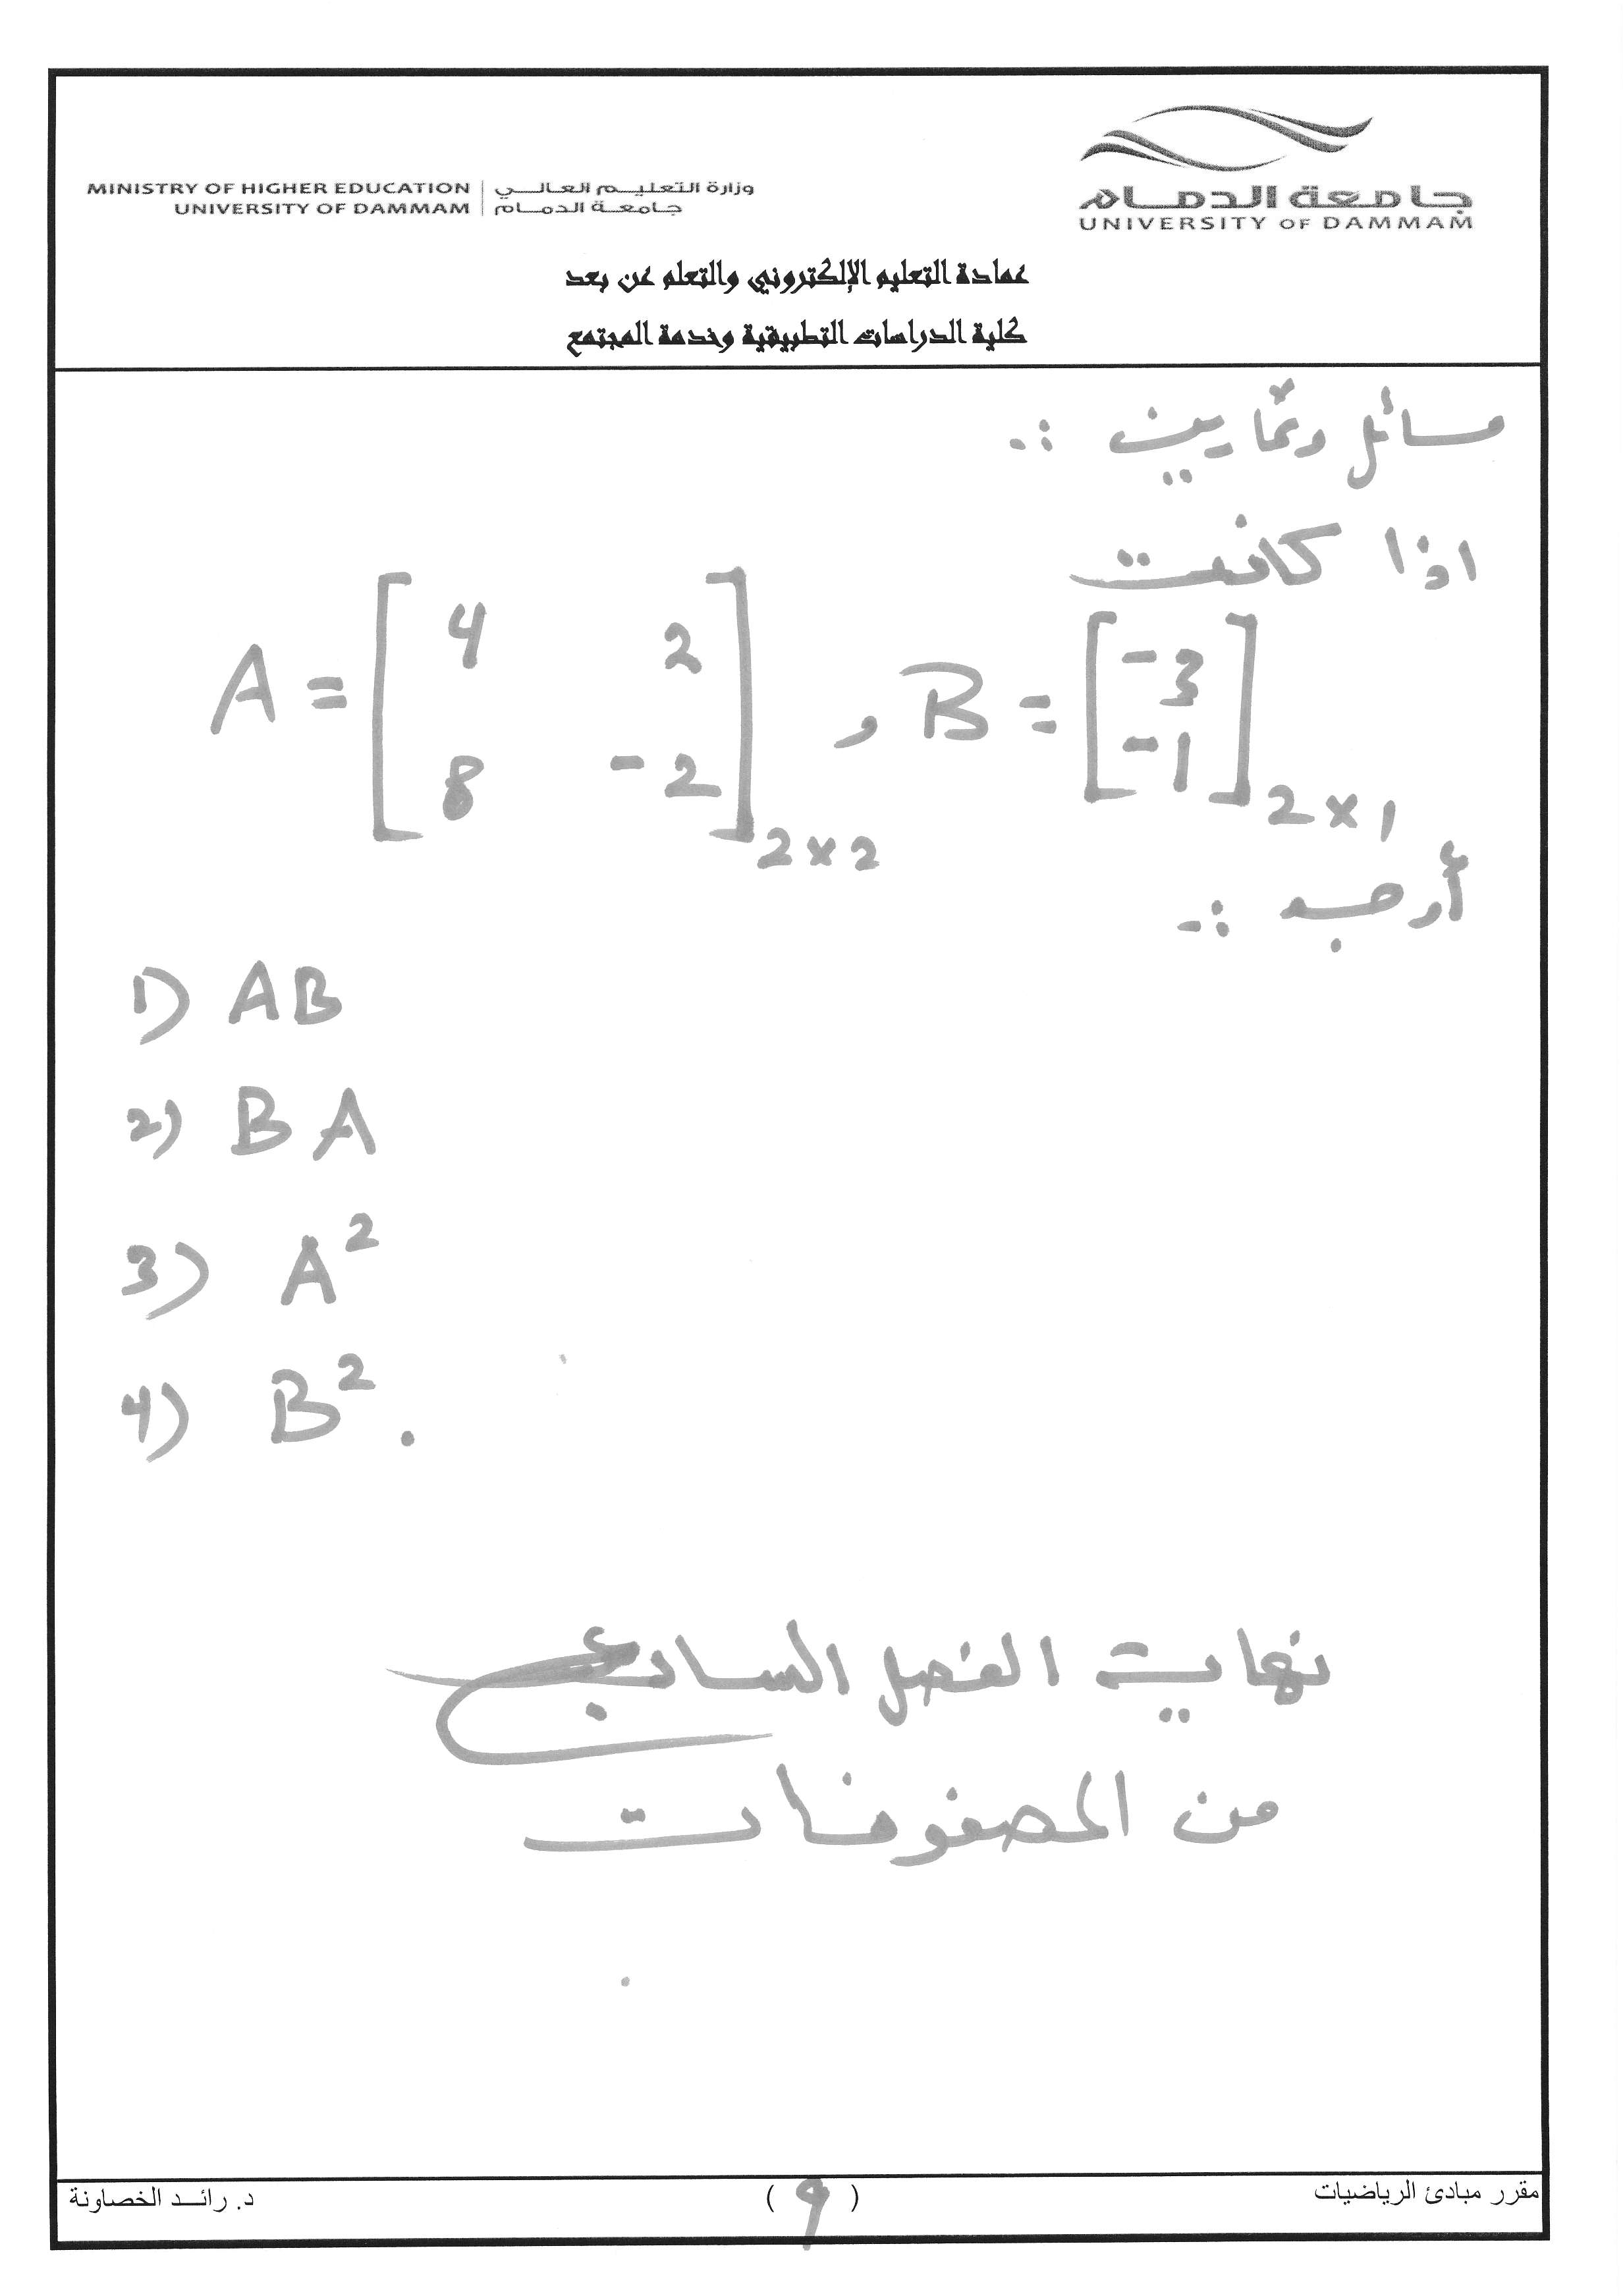 جامعة الدمام
UNIVERSITY OF DAMMAM
MINISTRY OF HIGHER EDUCATION | وزارة التعليم العالي
UNIVERSITY OF DAMMAM | جامعة الدمام
عمادة التعليم الإلكتروني والتعلم عن بعد
كلية الدراسات التطبيقية وخدمة المجتمع
مسائل وتمارين :-
اذا كانت
A = [ 4 2 ; 8 -2 ] 2×2 , B = [ -3 ; -1 ] 2×1
أوجد :-
1) AB
2) BA
3) A²
4) B² .
نهاية الفصل السابع
من المصفوفات
مقرر مبادئ الرياضيات ( 9 ) د. رائد الخصاونة